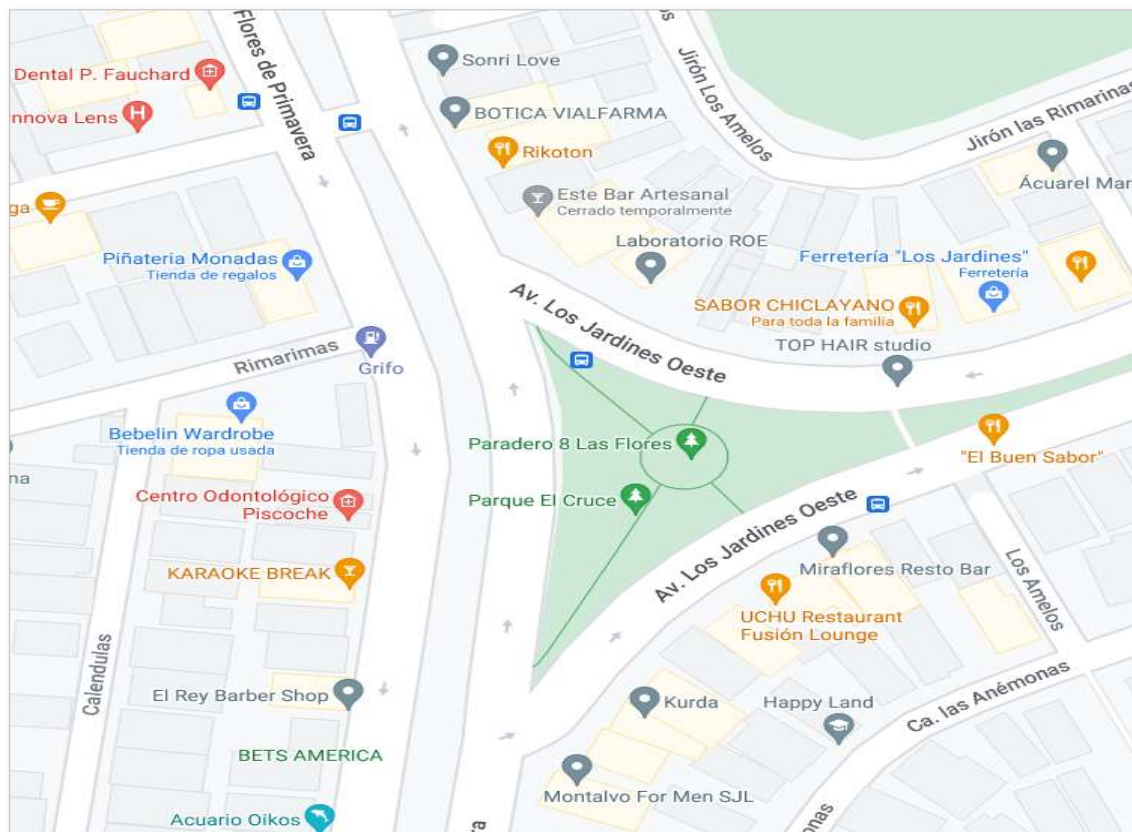 Flores de Primavera
Sonri Love
Dental P. Fauchard
nnova Lens
BOTICA VIALFARMA
Rikoton
Jirón Los Amelos
Jirón las Rimarinas
Ácuarel Mar
ga
Este Bar Artesanal
Cerrado temporalmente
Laboratorio ROE
Piñateria Monadas
Tienda de regalos
Ferretería "Los Jardines"
Ferretería
Av. Los Jardines Oeste
SABOR CHICLAYANO
Para toda la familia
TOP HAIR studio
Rimarimas
Grifo
Bebelin Wardrobe
Tienda de ropa usada
Paradero 8 Las Flores
"El Buen Sabor"
na
Centro Odontológico
Piscoche
Parque El Cruce
Av. Los Jardines Oeste
Miraflores Resto Bar
Los Amelos
KARAOKE BREAK
UCHU Restaurant
Fusión Lounge
Calendulas
El Rey Barber Shop
Kurda
Happy Land
Ca. las Anémonas
BETS AMERICA
Montalvo For Men SJL
Acuario Oikos
onas